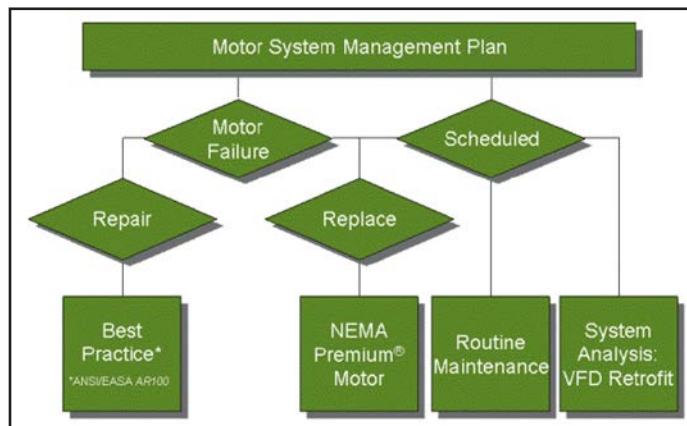 Motor System Management Plan
Motor
Failure
Scheduled
Repair
Replace
Best
Practice*
*ANSI/EASA AR100
NEMA
Premium®
Motor
Routine
Maintenance
System
Analysis:
VFD Retrofit